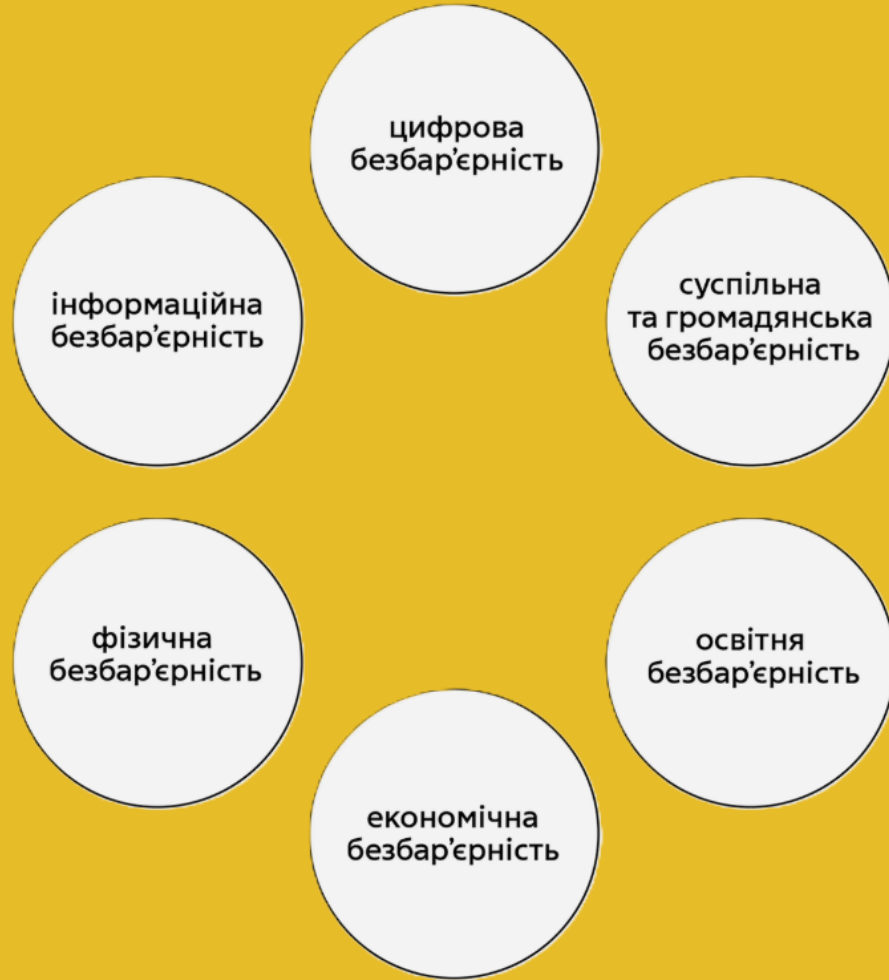 цифрова
безбар’єрність
інформаційна
безбар’єрність
суспільна
та громадянська
безбар’єрність
фізична
безбар’єрність
освітня
безбар’єрність
економічна
безбар’єрність